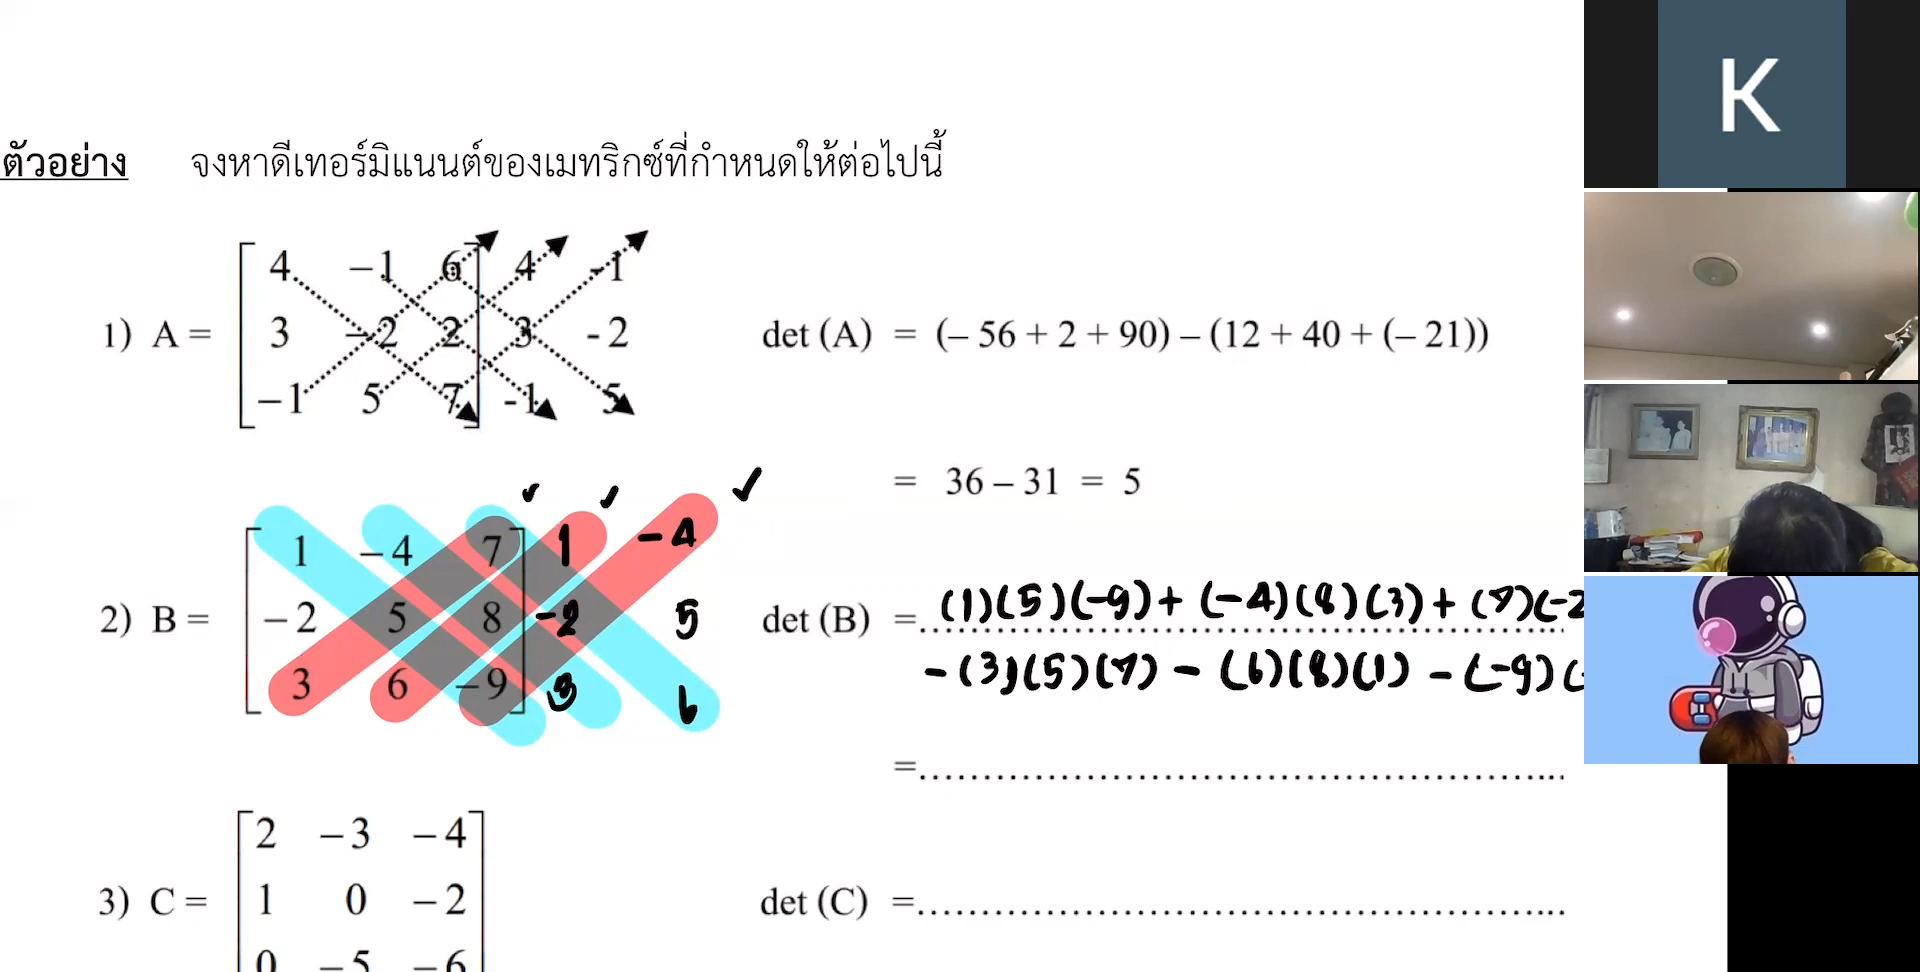 ตัวอย่าง จงหาดีเทอร์มิแนนต์ของเมทริกซ์ที่กำหนดให้ต่อไปนี้
K
4 −1 6 4 -1
1) A = 3 −2 2 3 -2 det (A) = (– 56 + 2 + 90) – (12 + 40 + (– 21))
−1 5 7 -1 5
= 36 – 31 = 5
1 −4 7 1 −4
2) B = −2 5 8 −2 5 det (B) = (1)(5)(-9) + (-4)(8)(3) + (7)(-2
3 6 −9 3 6 - (3)(5)(7) - (6)(8)(1) - (-9)(-
=
2 −3 −4
3) C = 1 0 −2 det (C) =
0 −5 −6